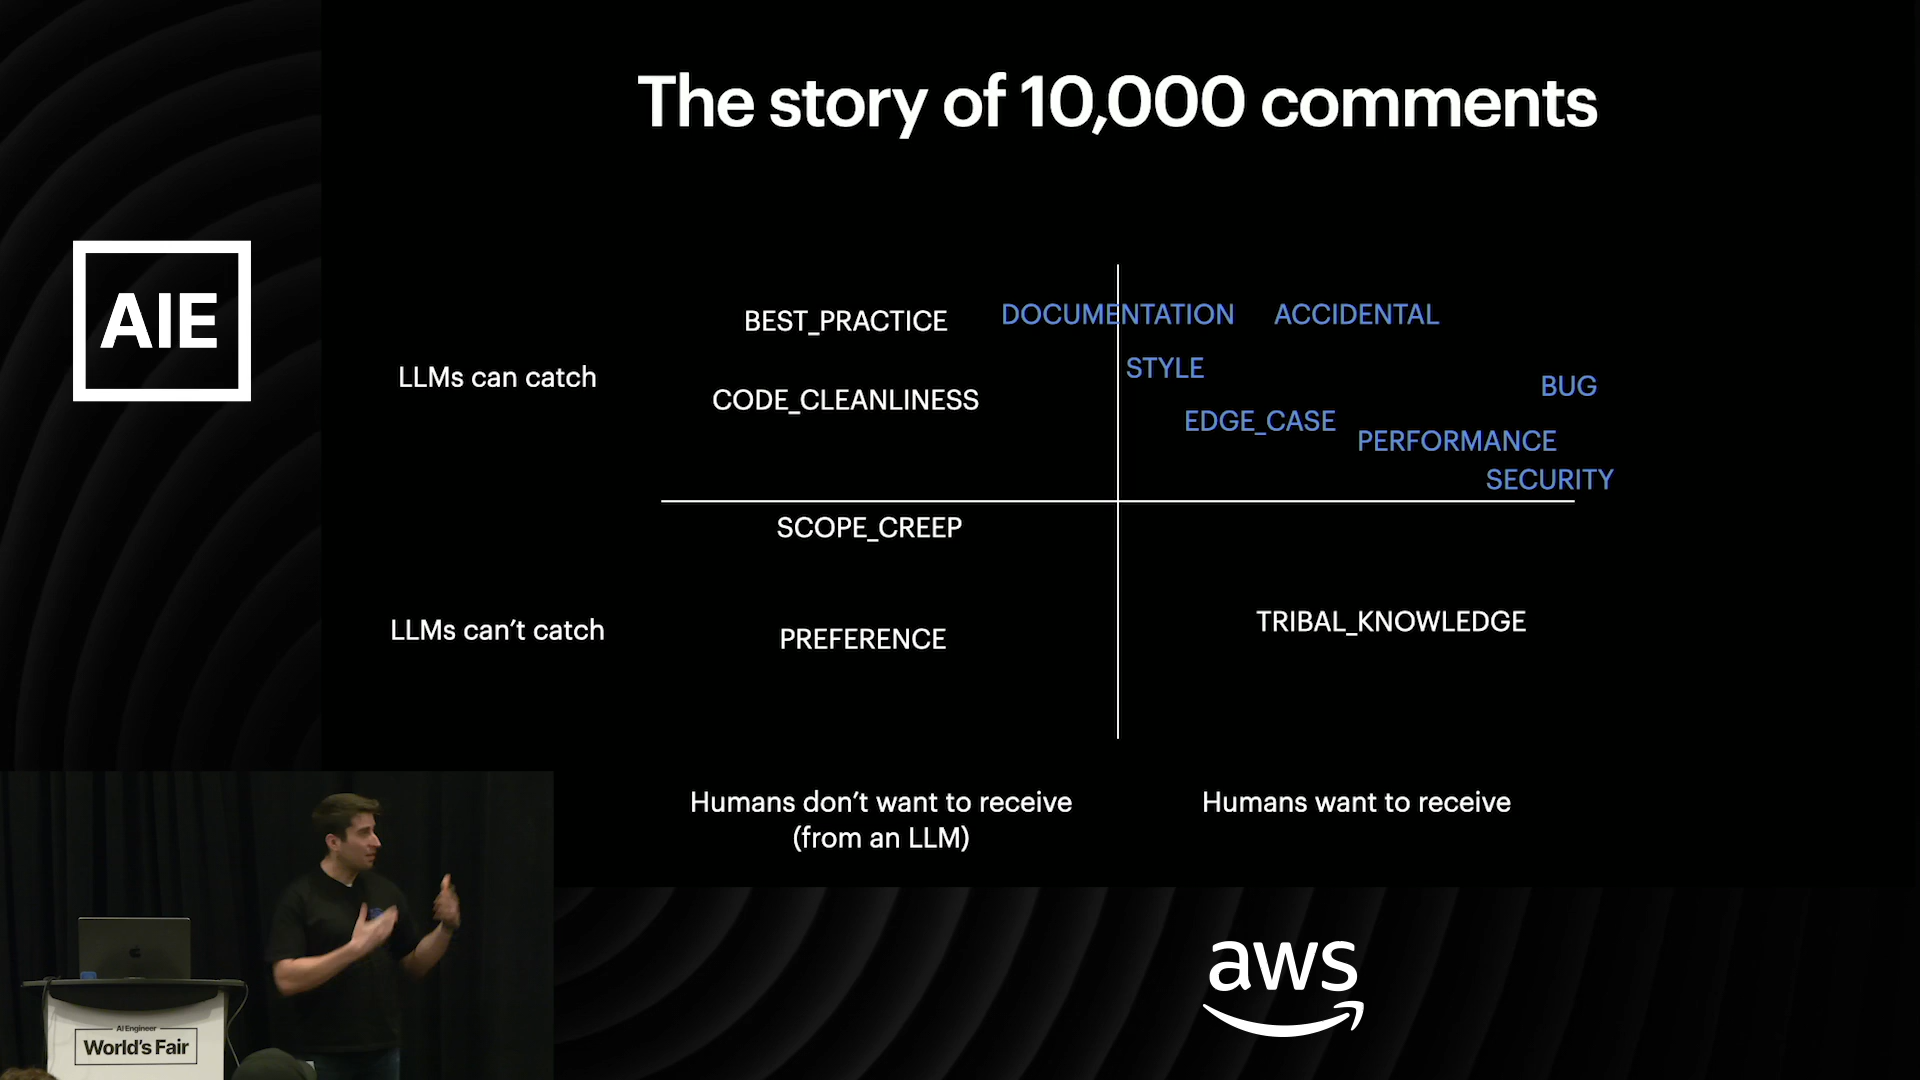 The story of 10,000 comments
AIE
LLMs can catch
BEST_PRACTICE
DOCUMENTATION
ACCIDENTAL
STYLE
BUG
CODE_CLEANLINESS
EDGE_CASE
PERFORMANCE
SECURITY
SCOPE_CREEP
LLMs can’t catch
PREFERENCE
TRIBAL_KNOWLEDGE
Humans don’t want to receive
(from an LLM)
Humans want to receive
aws
AI Engineer
World’s Fair